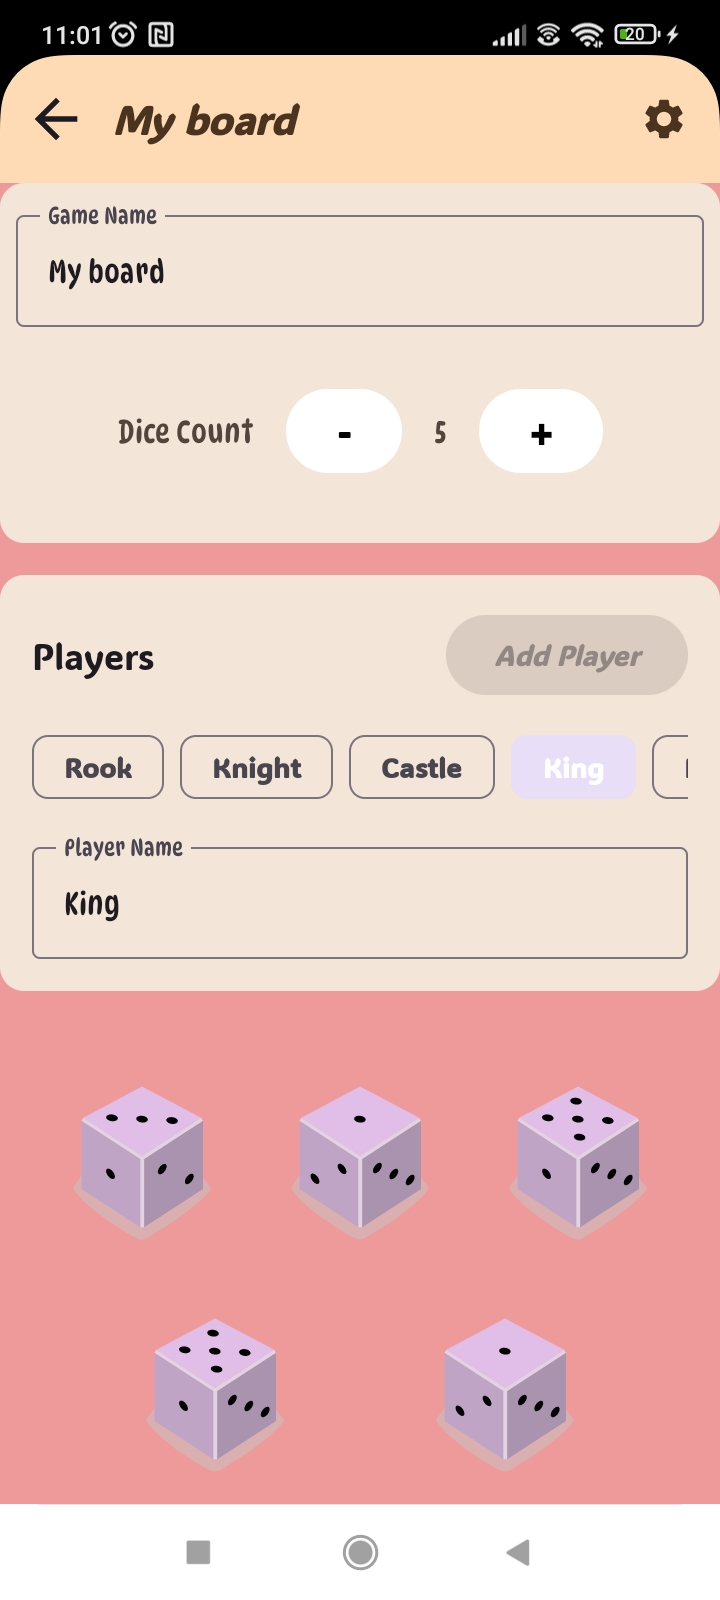 11:01 20
My board
Game Name
My board
Dice Count - 5 +
Players Add Player
Rook Knight Castle King
Player Name
King